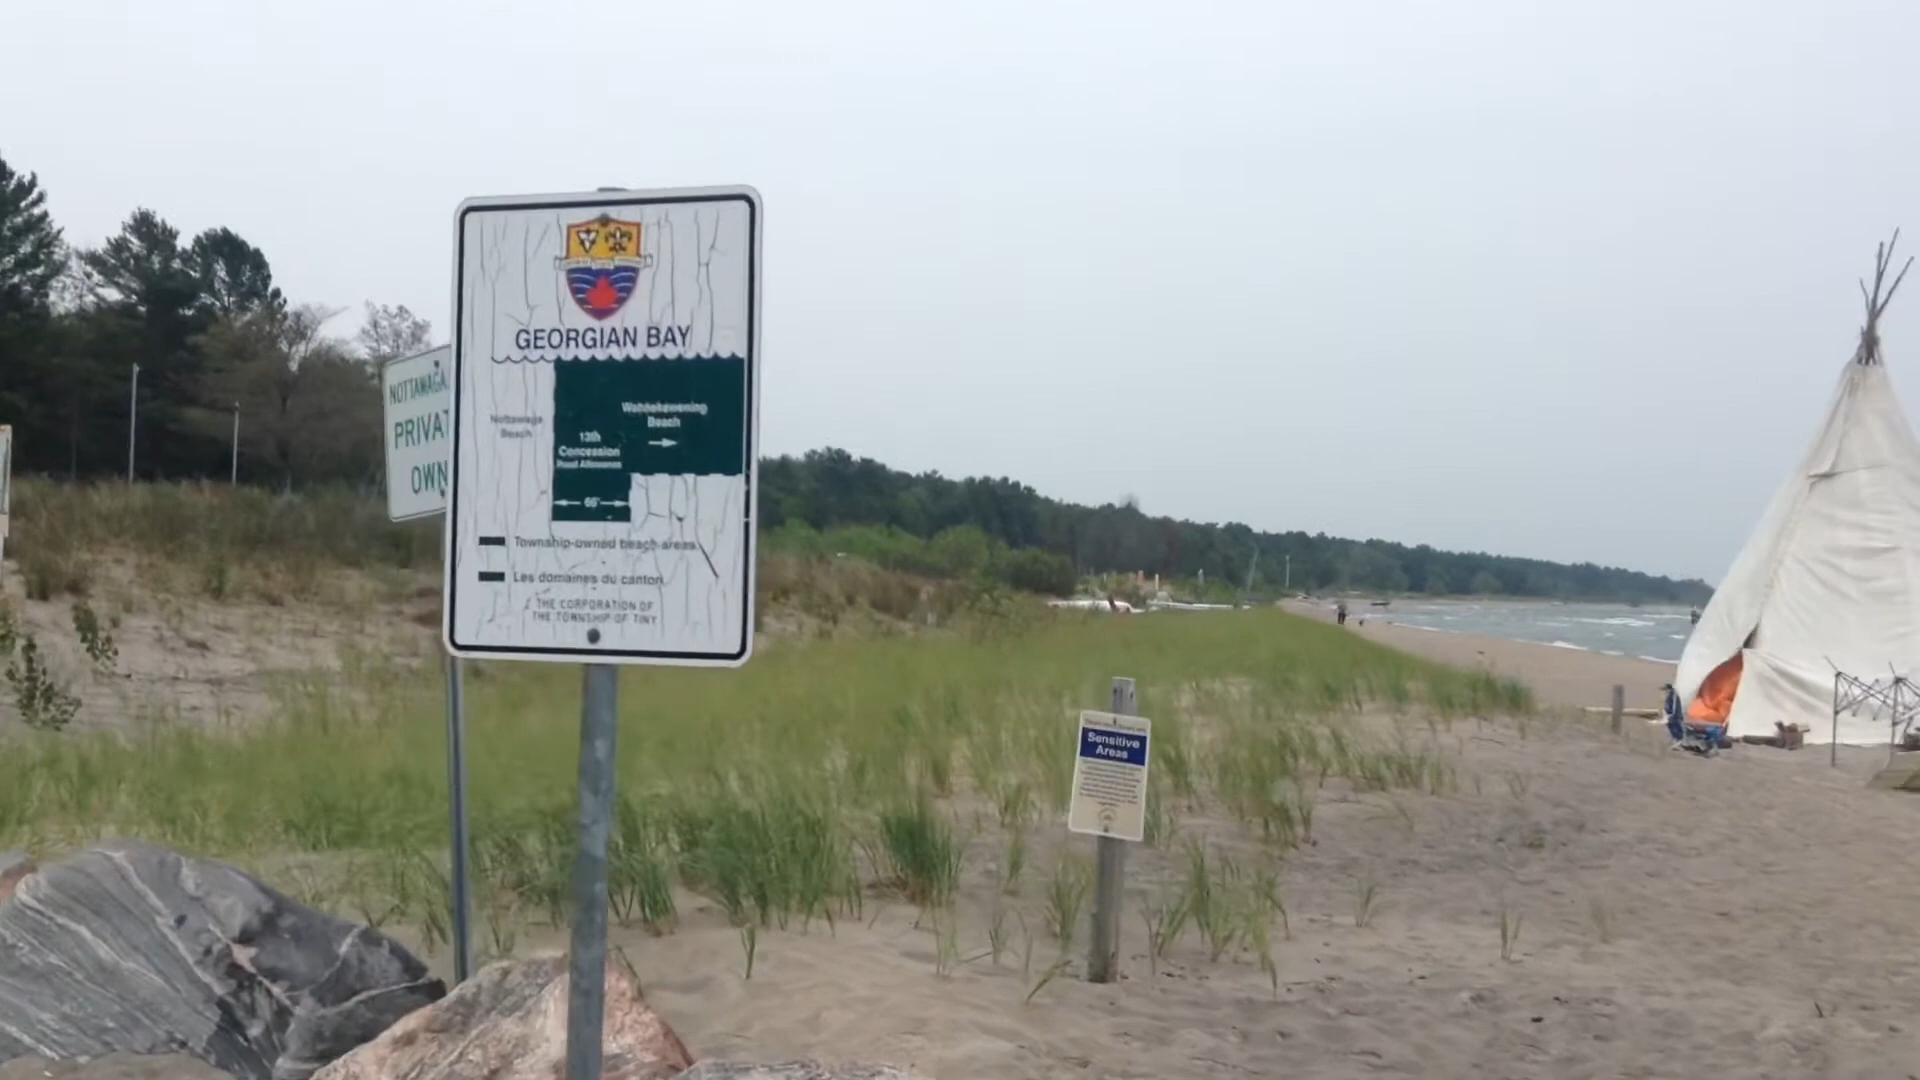 GEORGIAN BAY
Nottawaga
Beach
Wahdekewening
Beach
13th
Concession
Road Allowance
66'
Township-owned beach areas
Les domaines du canton
THE CORPORATION OF
THE TOWNSHIP OF TINY
NOTTAWAGA
PRIVAT
OWN
Sensitive
Areas